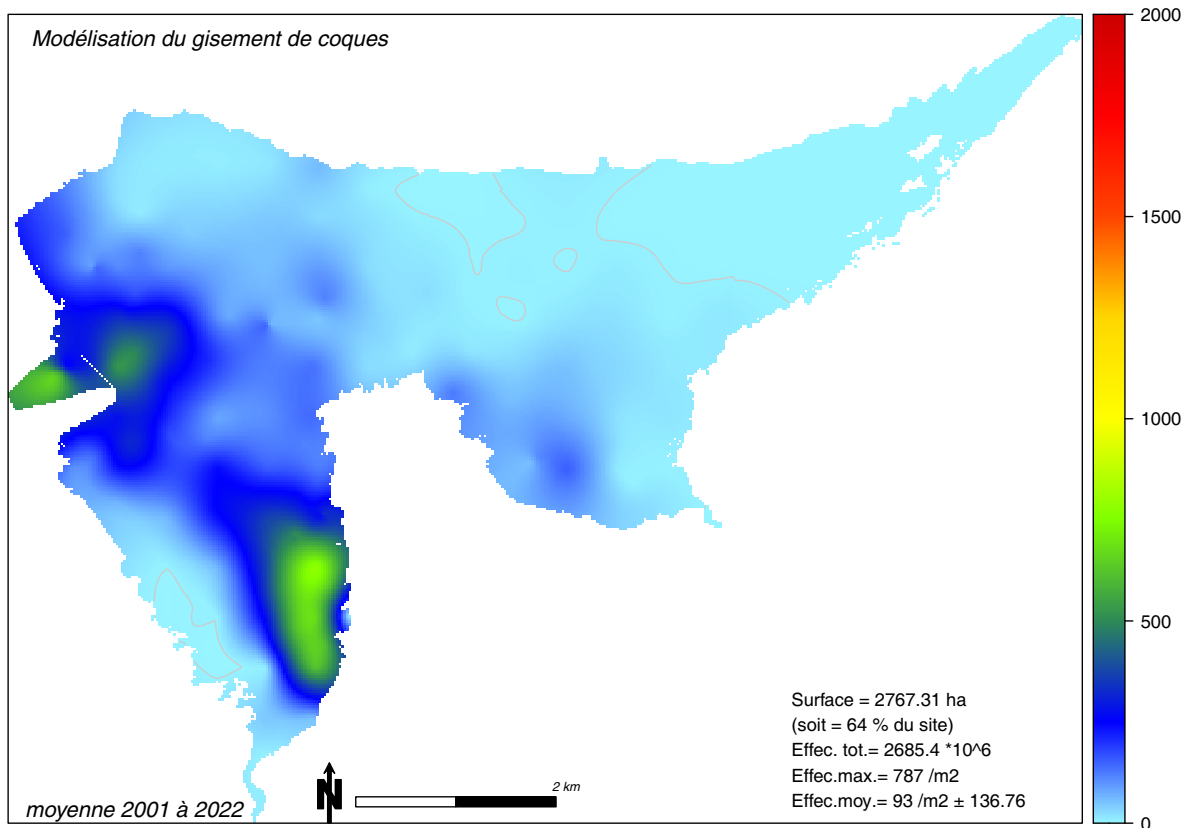 Modélisation du gisement de coques
2000
1500
1000
500
0
Surface = 2767.31 ha
(soit = 64 % du site)
Effec. tot.= 2685.4 *10^6
Effec.max.= 787 /m2
Effec.moy.= 93 /m2 ± 136.76
N
2 km
moyenne 2001 à 2022